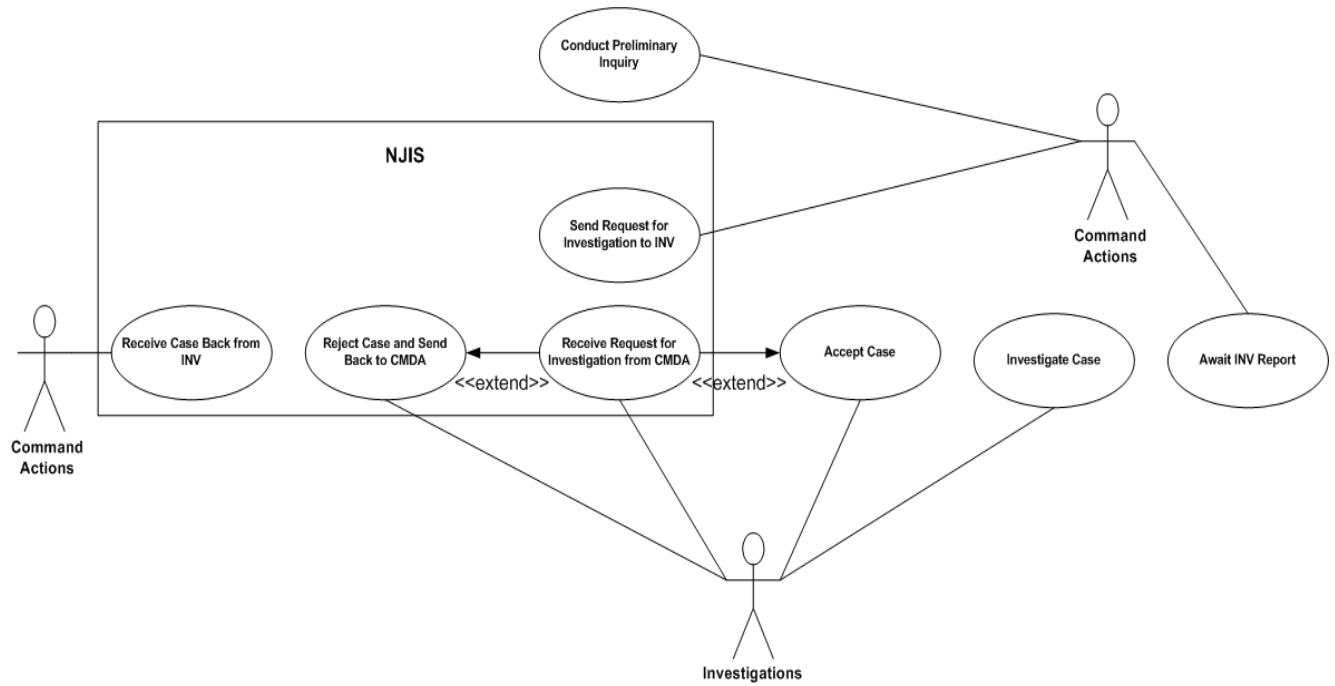 Conduct Preliminary
Inquiry
NJIS
Send Request for
Investigation to INV
Command
Actions
Receive Case Back from
INV
Reject Case and Send
Back to CMDA
Receive Request for
Investigation from CMDA
Accept Case
Investigate Case
Await INV Report
<<extend>>
<<extend>>
Command
Actions
Investigations